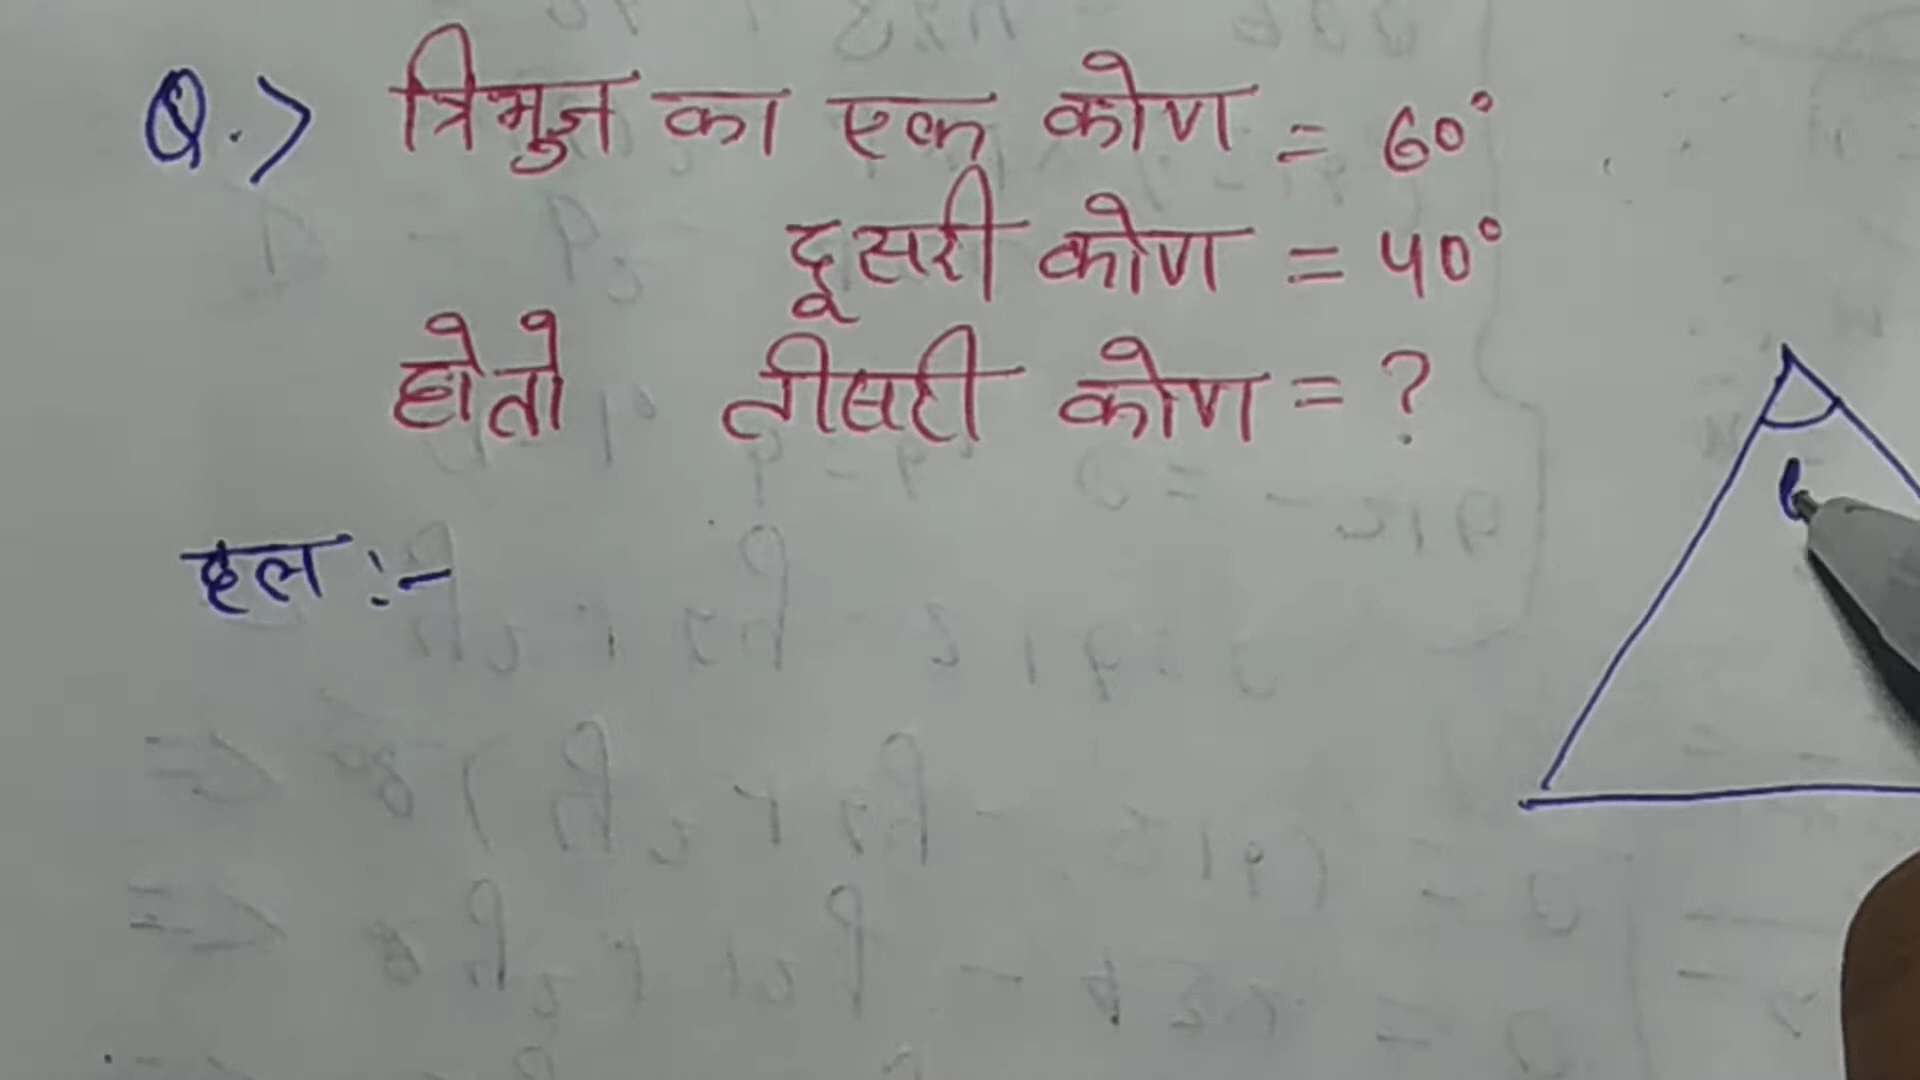 Q.> त्रिभुज का एक कोण = 60°
दूसरी कोण = 40°
होतो तीसरी कोण = ?
हल :-